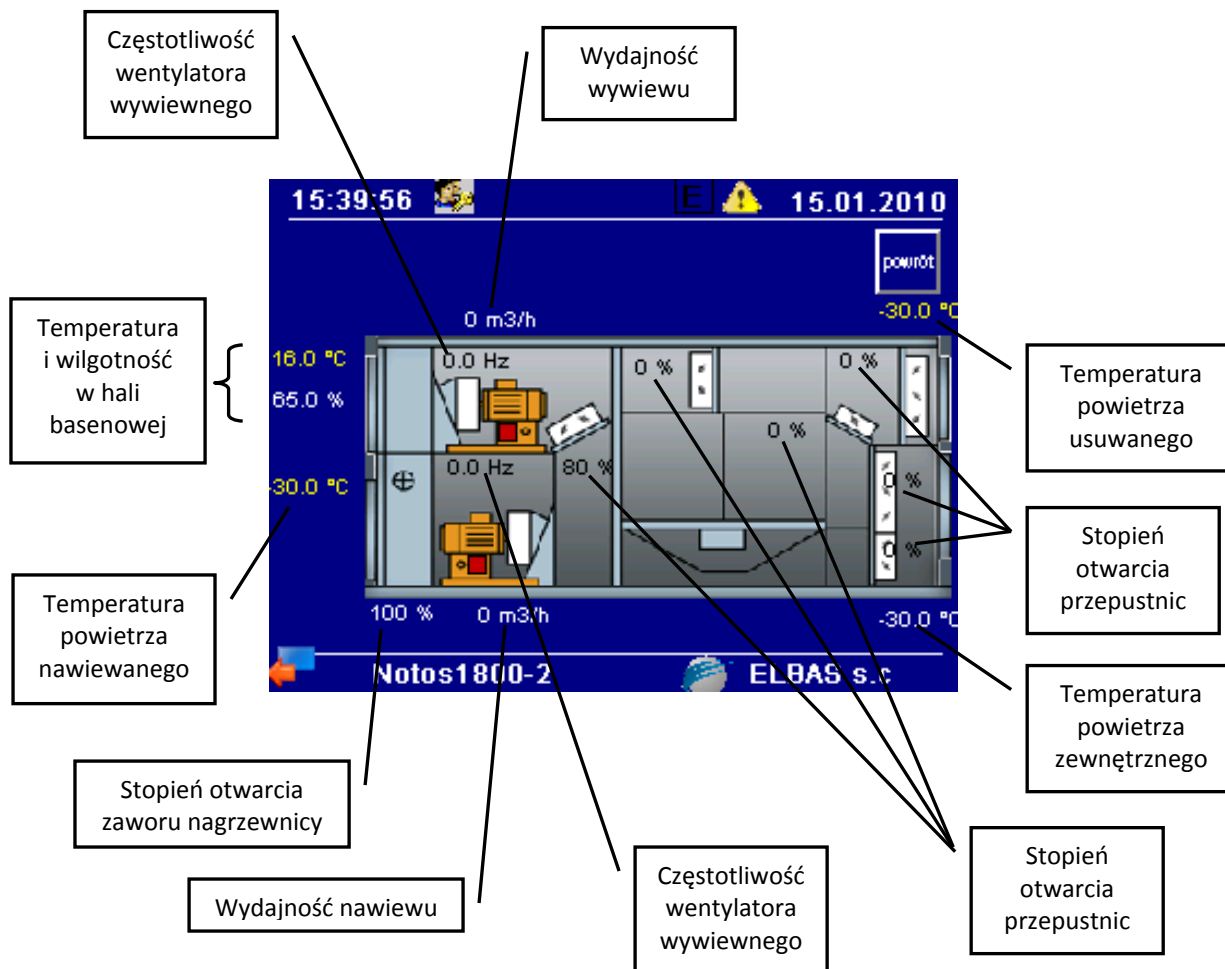 Częstotliwość
wentylatora
wywiewnego
Wydajność
wywiewu
15:39:56
E
15.01.2010
powrót
-30.0 °C
0 m3/h
Temperatura
i wilgotność
w hali
basenowej
16.0 °C
65.0 %
0.0 Hz
0 %
0 %
0 %
Temperatura
powietrza
usuwanego
-30.0 °C
0.0 Hz
80 %
0 %
0 %
Stopień
otwarcia
przepustnic
Temperatura
powietrza
nawiewanego
100 %
0 m3/h
-30.0 °C
Notos1800-2
ELBAS s.c
Temperatura
powietrza
zewnętrznego
Stopień otwarcia
zaworu nagrzewnicy
Wydajność nawiewu
Częstotliwość
wentylatora
wywiewnego
Stopień
otwarcia
przepustnic